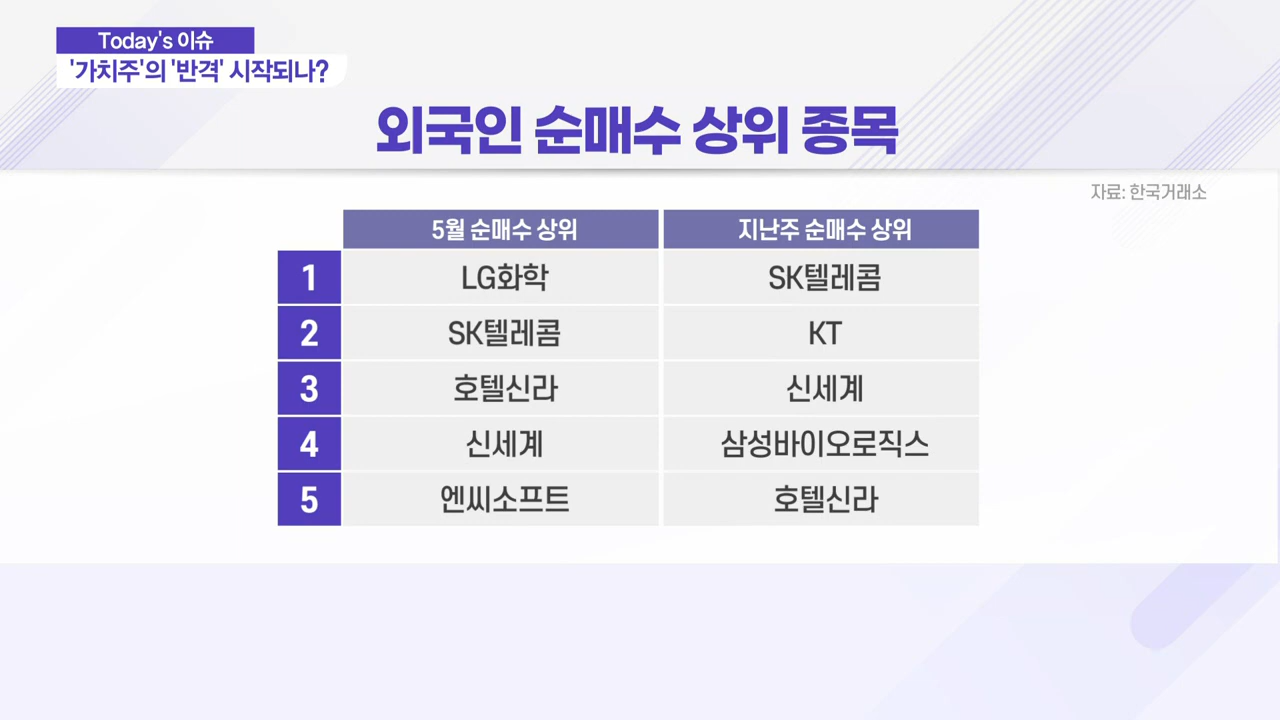 Today's 이슈
'가치주'의 '반격' 시작되나?
외국인 순매수 상위 종목
자료: 한국거래소
5월 순매수 상위 지난주 순매수 상위
1 LG화학 SK텔레콤
2 SK텔레콤 KT
3 호텔신라 신세계
4 신세계 삼성바이오로직스
5 엔씨소프트 호텔신라